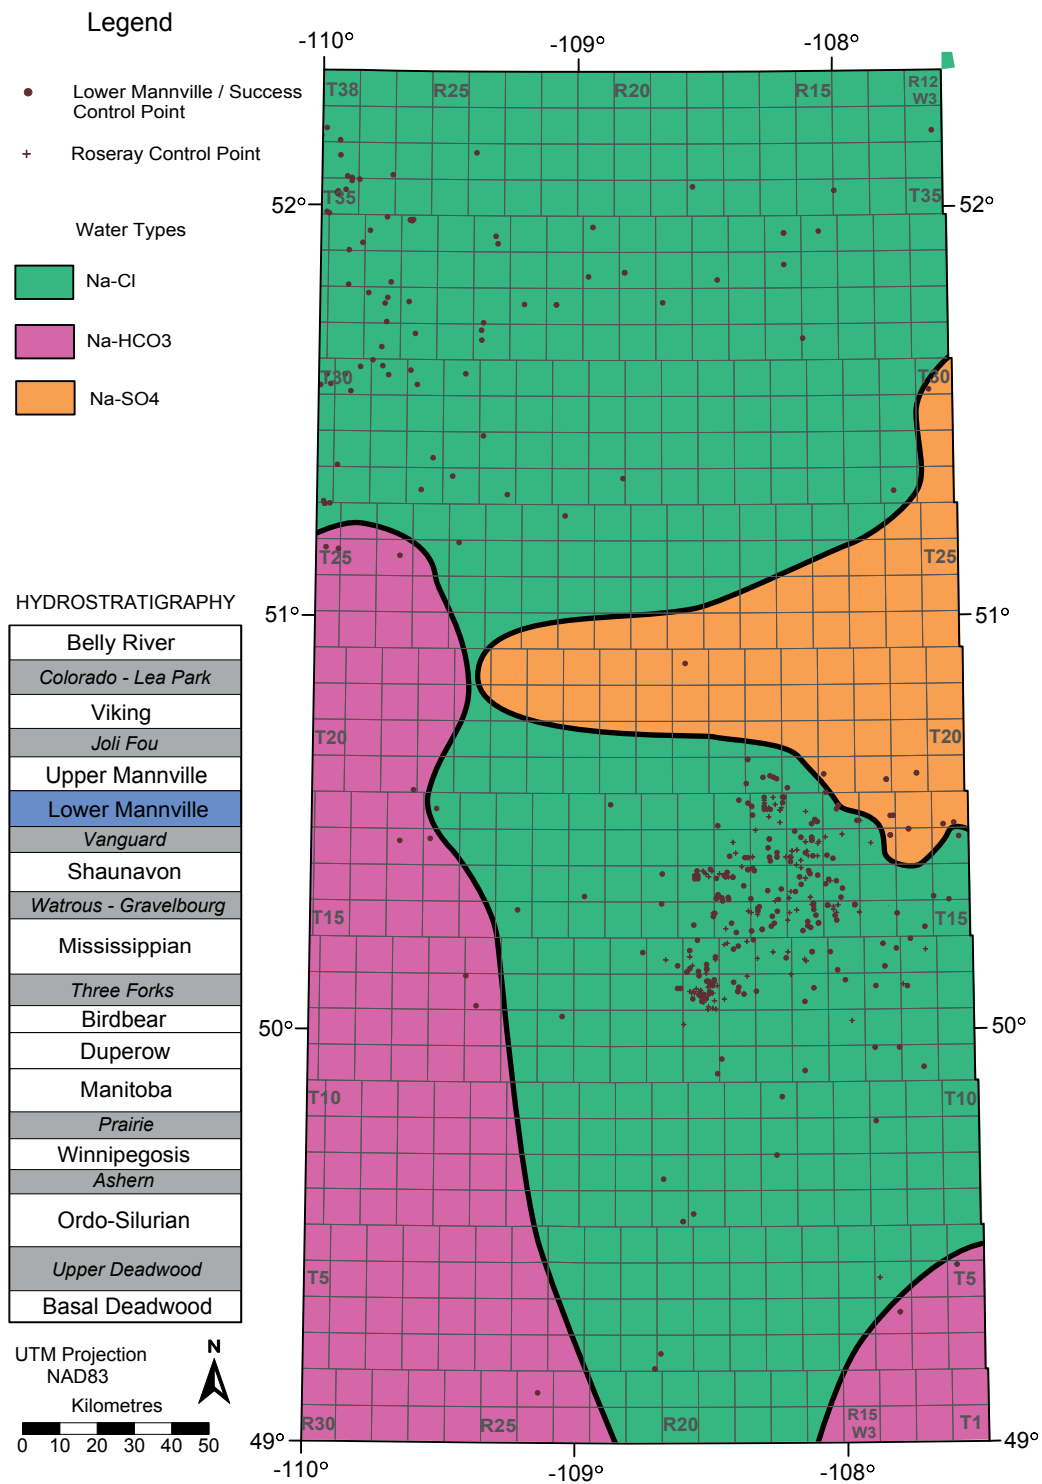 Legend
Lower Mannville / Success
Control Point
Roseray Control Point
Water Types
Na-Cl
Na-HCO3
Na-SO4
HYDROSTRATIGRAPHY
Belly River
Colorado - Lea Park
Viking
Joli Fou
Upper Mannville
Lower Mannville
Vanguard
Shaunavon
Watrous - Gravelbourg
Mississippian
Three Forks
Birdbear
Duperow
Manitoba
Prairie
Winnipegosis
Ashern
Ordo-Silurian
Upper Deadwood
Basal Deadwood
UTM Projection
NAD83
N
Kilometres
0 10 20 30 40 50
-110° -109° -108°
T38 R25 R20 R15 R12
W3
T35 T35
52° 52°
T30 T30
T25 T25
51° 51°
T20 T20
T15 T15
50° 50°
T10 T10
T5 T5
R30 R25 R20 R15
W3 T1
49° 49°
-110° -109° -108°